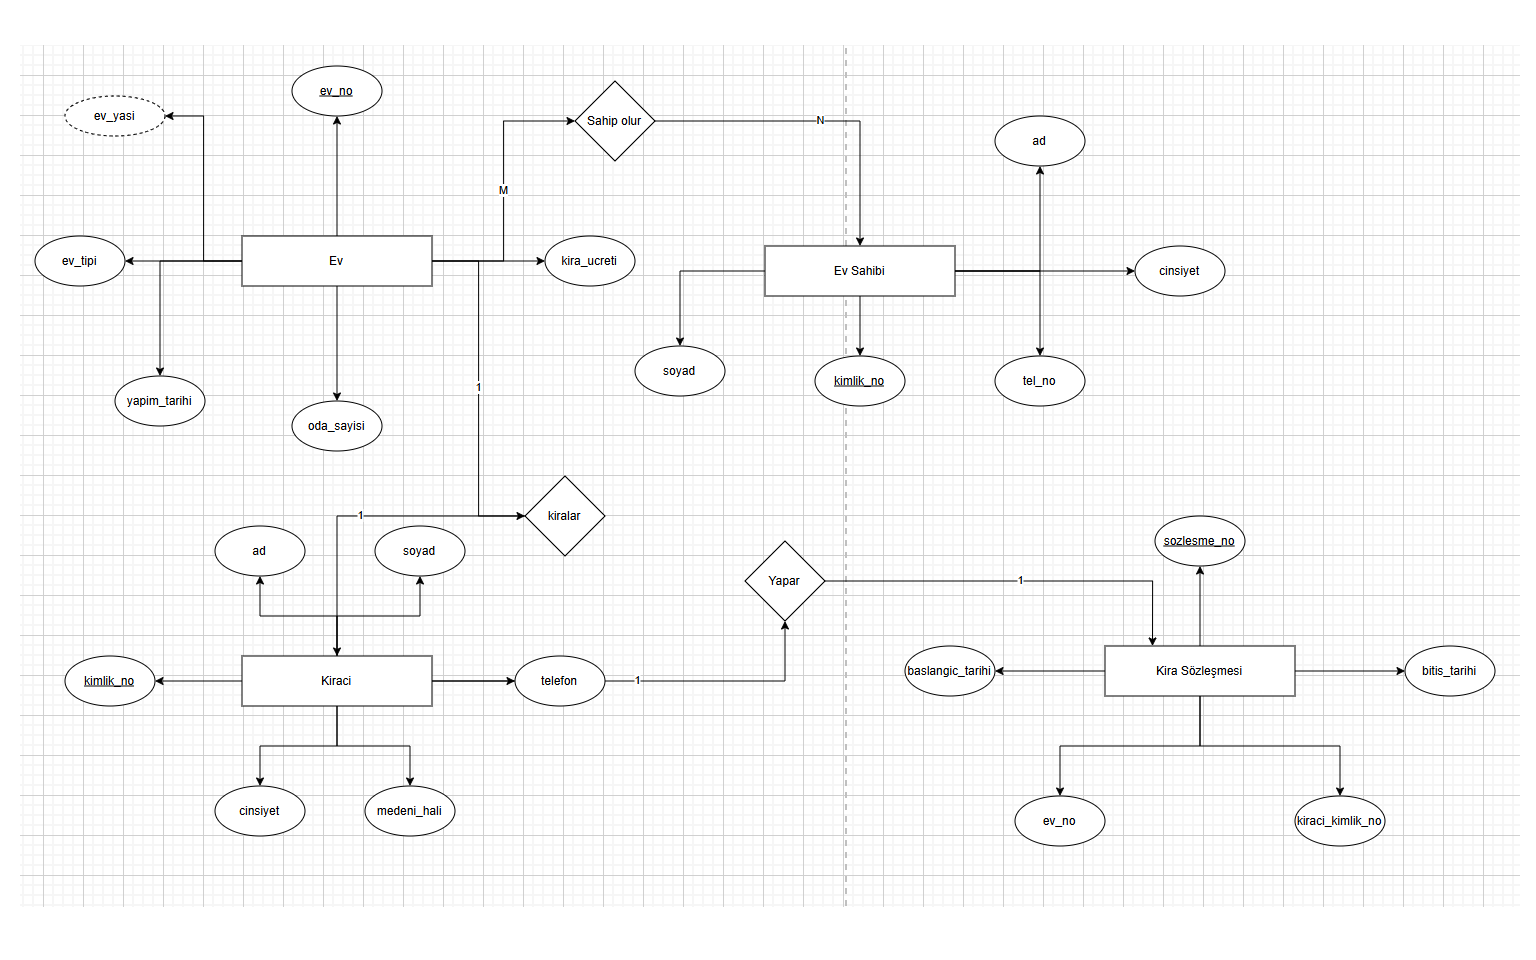 ev_no
ev_yasi
Sahip olur
N
ad
M
ev_tipi
Ev
kira_ucreti
Ev Sahibi
cinsiyet
soyad
kimlik_no
tel_no
1
yapim_tarihi
oda_sayisi
1
kiralar
ad
soyad
sozlesme_no
Yapar
1
kimlik_no
Kiraci
telefon
1
baslangic_tarihi
Kira Sözleşmesi
bitis_tarihi
cinsiyet
medeni_hali
ev_no
kiraci_kimlik_no